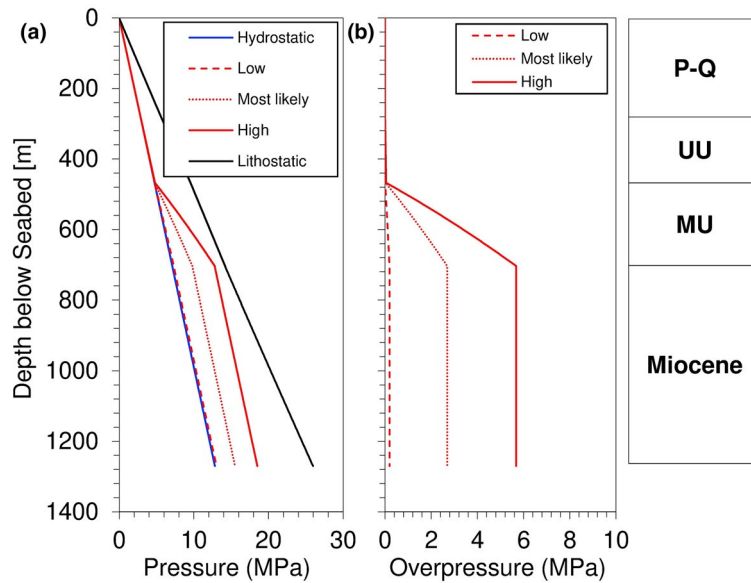 (a)
Hydrostatic
Low
Most likely
High
Lithostatic
0
200
400
600
800
1000
1200
1400
Depth below Seabed [m]
0 10 20 30
Pressure (MPa)
(b)
Low
Most likely
High
0 2 4 6 8 10
Overpressure (MPa)
P-Q
UU
MU
Miocene